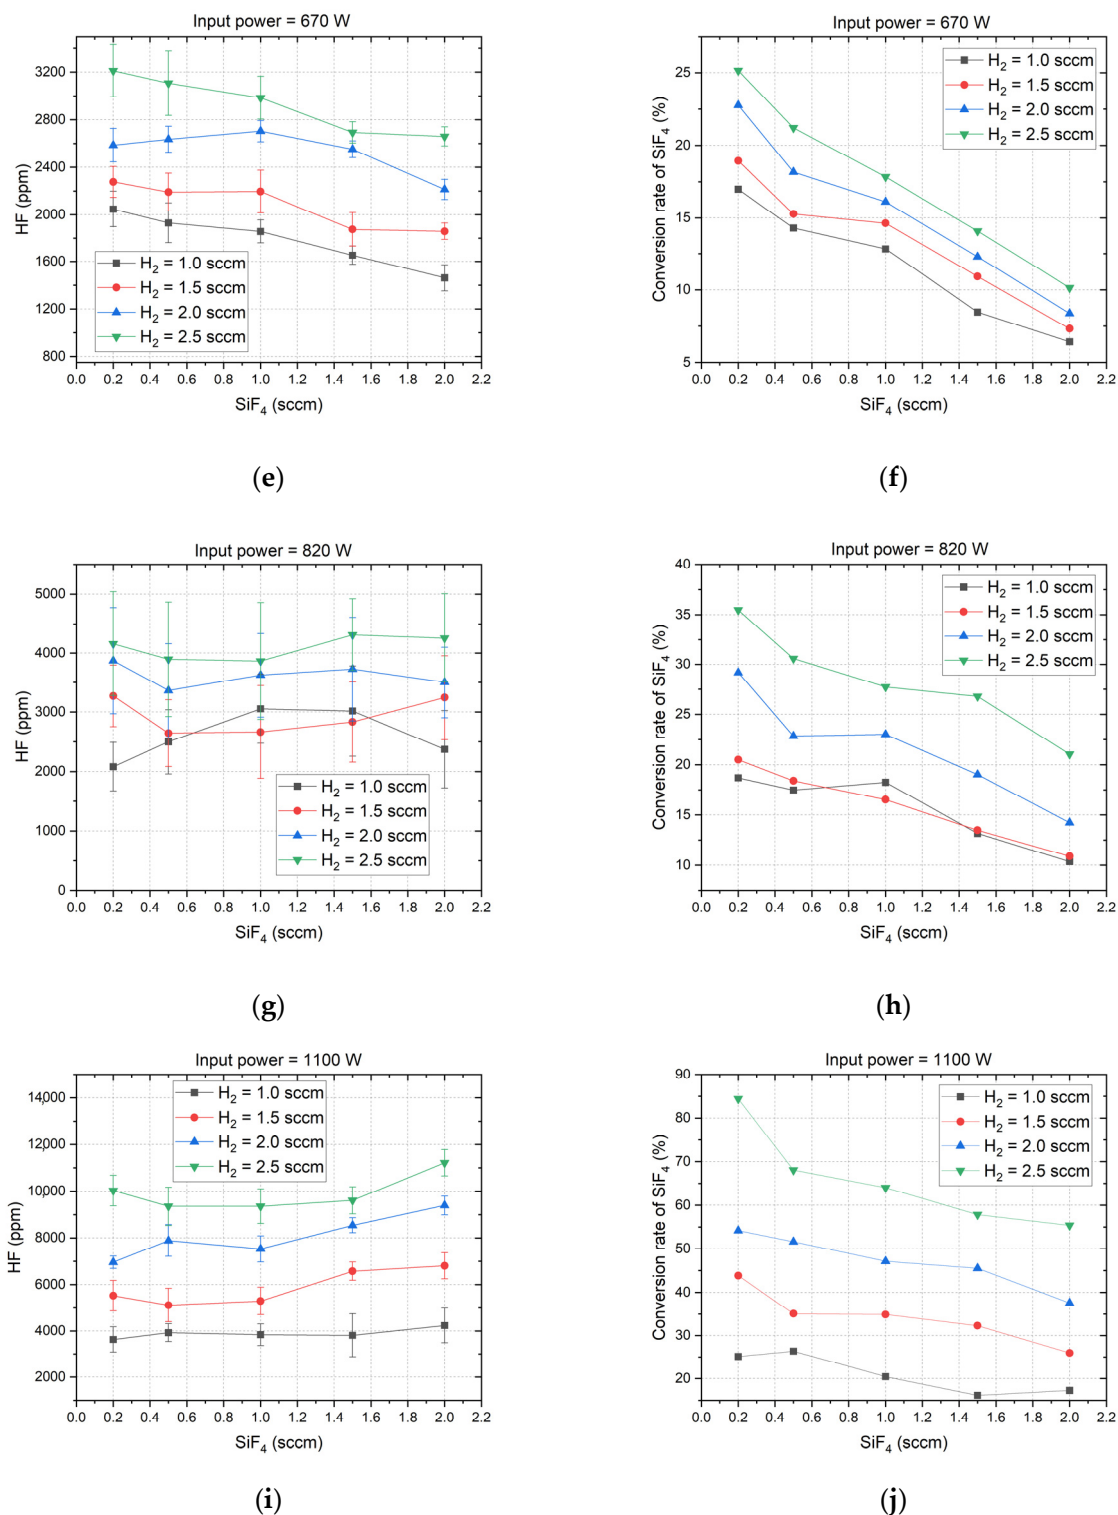 Input power = 670 W
3200
2800
2400
2000
1600
1200
800
HF (ppm)
H2 = 1.0 sccm
H2 = 1.5 sccm
H2 = 2.0 sccm
H2 = 2.5 sccm
0.0 0.2 0.4 0.6 0.8 1.0 1.2 1.4 1.6 1.8 2.0 2.2
SiF4 (sccm)
(e)
Input power = 670 W
25
20
15
10
5
Conversion rate of SiF4 (%)
H2 = 1.0 sccm
H2 = 1.5 sccm
H2 = 2.0 sccm
H2 = 2.5 sccm
0.0 0.2 0.4 0.6 0.8 1.0 1.2 1.4 1.6 1.8 2.0 2.2
SiF4 (sccm)
(f)
Input power = 820 W
5000
4000
3000
2000
1000
0
HF (ppm)
H2 = 1.0 sccm
H2 = 1.5 sccm
H2 = 2.0 sccm
H2 = 2.5 sccm
0.0 0.2 0.4 0.6 0.8 1.0 1.2 1.4 1.6 1.8 2.0 2.2
SiF4 (sccm)
(g)
Input power = 820 W
40
35
30
25
20
15
10
Conversion rate of SiF4 (%)
H2 = 1.0 sccm
H2 = 1.5 sccm
H2 = 2.0 sccm
H2 = 2.5 sccm
0.0 0.2 0.4 0.6 0.8 1.0 1.2 1.4 1.6 1.8 2.0 2.2
SiF4 (sccm)
(h)
Input power = 1100 W
14000
12000
10000
8000
6000
4000
2000
HF (ppm)
H2 = 1.0 sccm
H2 = 1.5 sccm
H2 = 2.0 sccm
H2 = 2.5 sccm
0.0 0.2 0.4 0.6 0.8 1.0 1.2 1.4 1.6 1.8 2.0 2.2
SiF4 (sccm)
(i)
Input power = 1100 W
90
80
70
60
50
40
30
20
Conversion rate of SiF4 (%)
H2 = 1.0 sccm
H2 = 1.5 sccm
H2 = 2.0 sccm
H2 = 2.5 sccm
0.0 0.2 0.4 0.6 0.8 1.0 1.2 1.4 1.6 1.8 2.0 2.2
SiF4 (sccm)
(j)